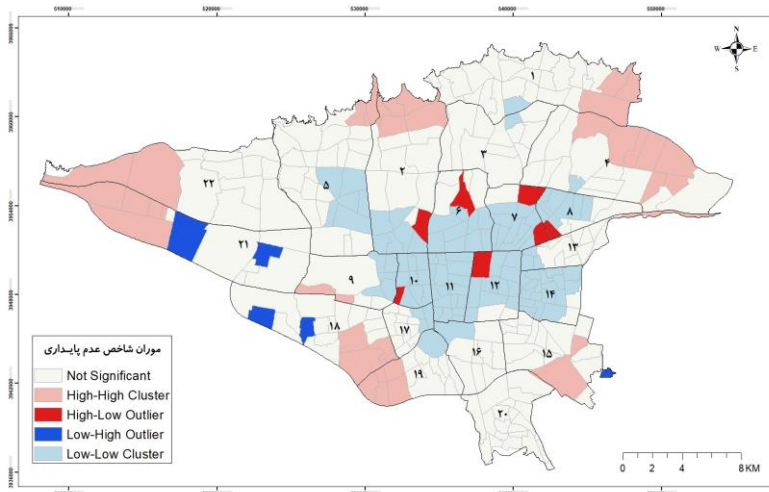 510000 520000 530000 540000 550000
N
W E
S
۱
۴
۳
۲
۲۲
۵
۶
۷
۸
۱۳
۲۱
۹
۱۰
۱۱
۱۲
۱۴
۱۸
۱۷
۱۶
۱۵
۱۹
۲۰
موران شاخص عدم پایـداری
Not Significant
High-High Cluster
High-Low Outlier
Low-High Outlier
Low-Low Cluster
0 2 4 8 KM